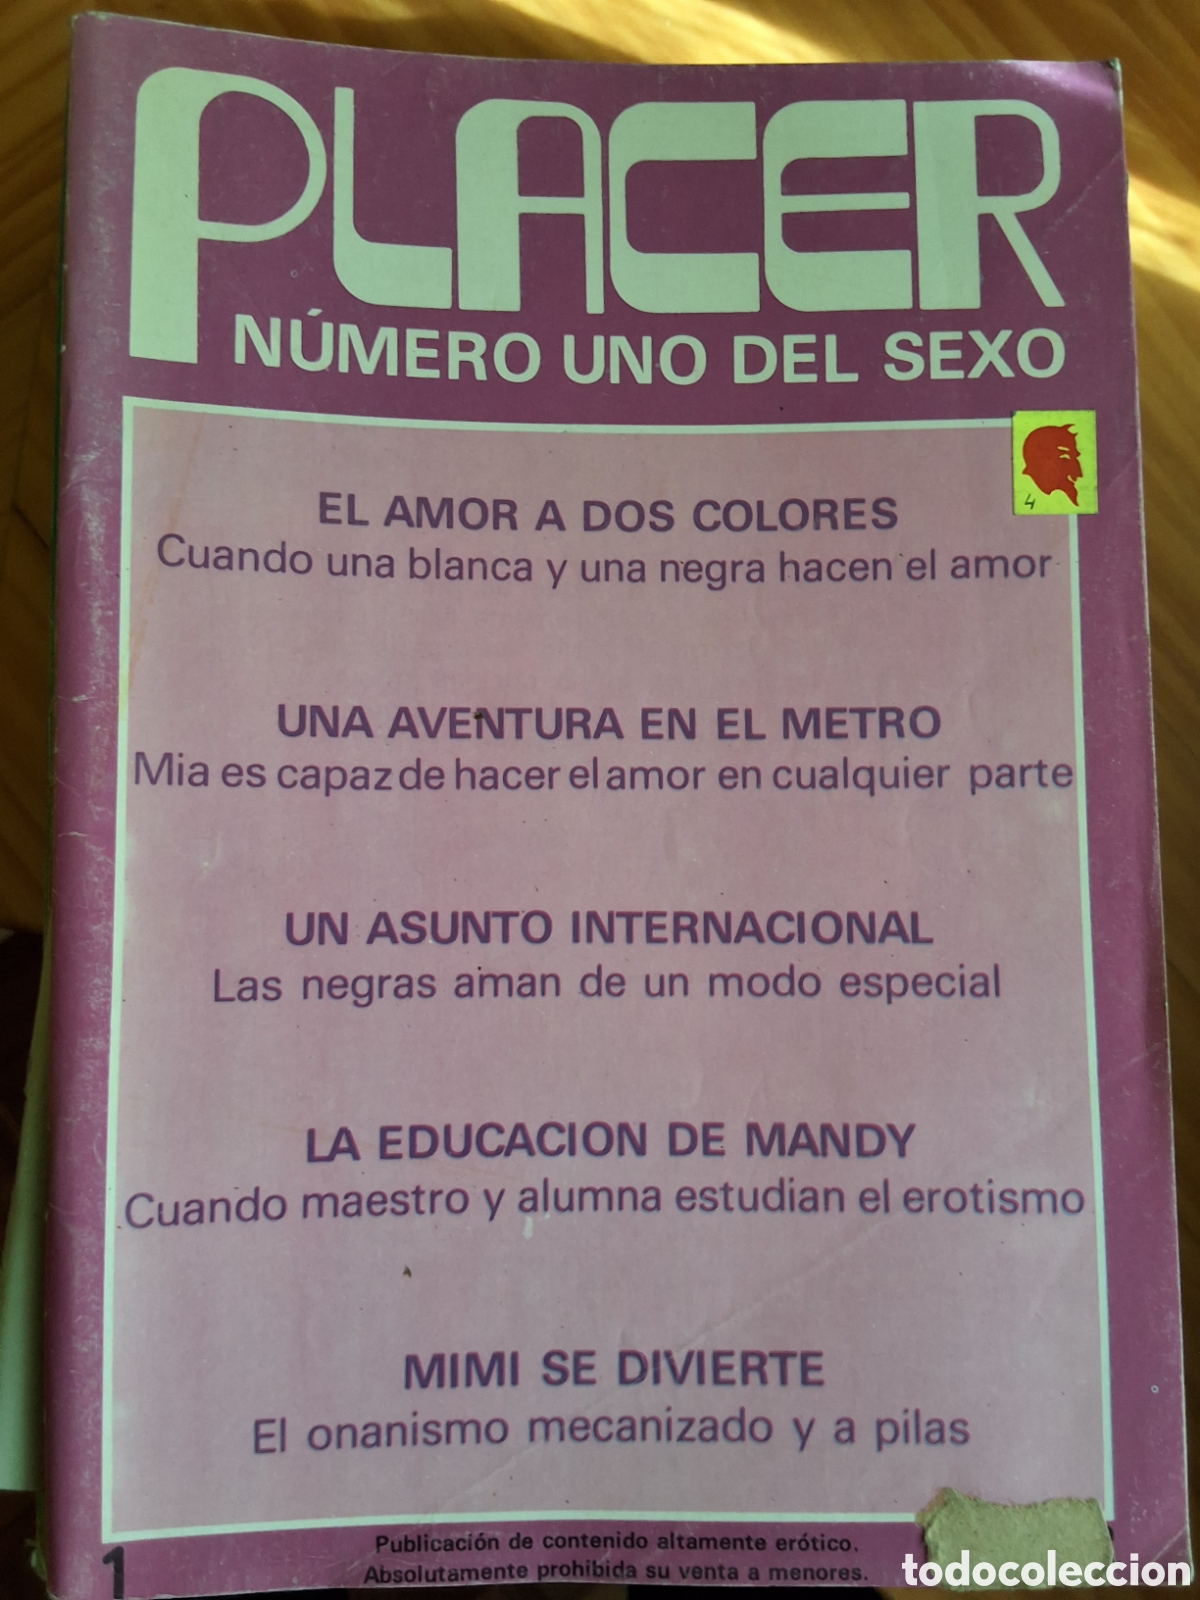 PLACER
NÚMERO UNO DEL SEXO
4
EL AMOR A DOS COLORES
Cuando una blanca y una negra hacen el amor
UNA AVENTURA EN EL METRO
Mia es capaz de hacer el amor en cualquier parte
UN ASUNTO INTERNACIONAL
Las negras aman de un modo especial
LA EDUCACION DE MANDY
Cuando maestro y alumna estudian el erotismo
MIMI SE DIVIERTE
El onanismo mecanizado y a pilas
Publicación de contenido altamente erótico.
Absolutamente prohibida su venta a menores.
1
todocoleccion